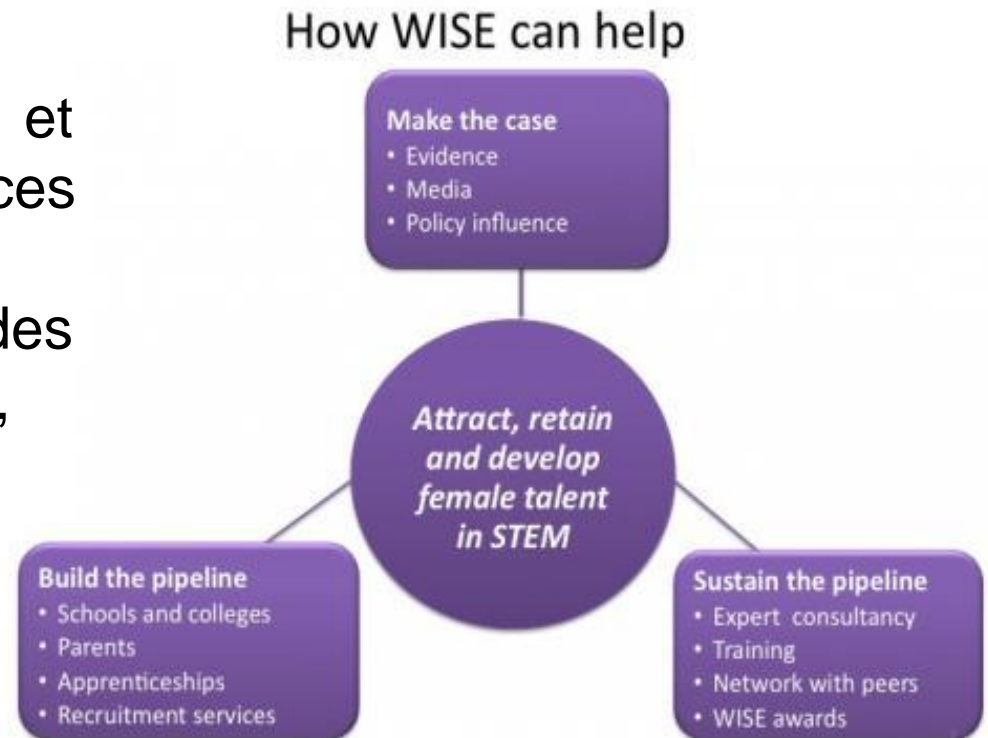 How WISE can help
et
ces
des
,
Make the case
• Evidence
• Media
• Policy influence
Attract, retain
and develop
female talent
in STEM
Build the pipeline
• Schools and colleges
• Parents
• Apprenticeships
• Recruitment services
Sustain the pipeline
• Expert consultancy
• Training
• Network with peers
• WISE awards